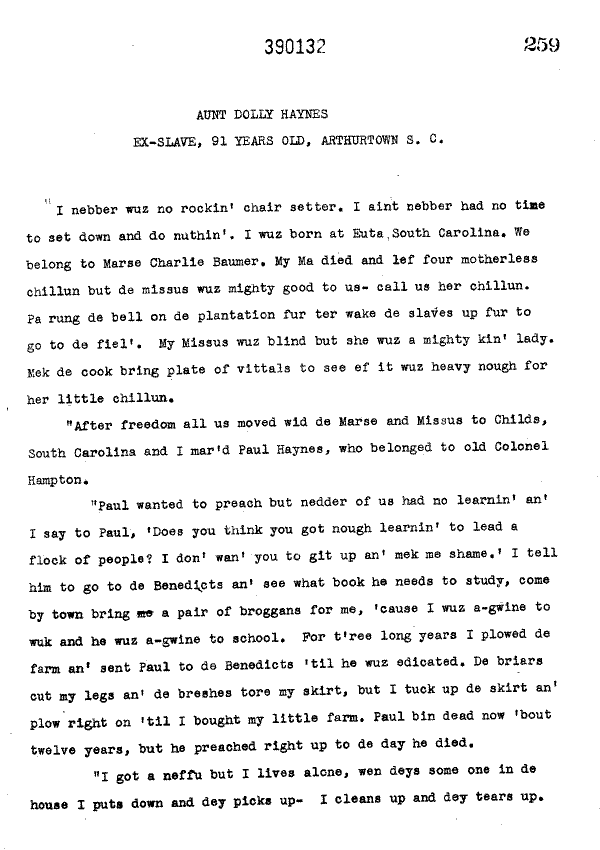 390132 259
AUNT DOLLY HAYNES
EX-SLAVE, 91 YEARS OLD, ARTHURTOWN S. C.
" I nebber wuz no rockin' chair setter. I aint nebber had no time
to set down and do nuthin'. I wuz born at Euta, South Carolina. We
belong to Marse Charlie Baumer. My Ma died and lef four motherless
chillun but de missus wuz mighty good to us- call us her chillun.
Pa rung de bell on de plantation fur ter wake de slaves up fur to
go to de fiel'. My Missus wuz blind but she wuz a mighty kin' lady.
Mek de cook bring plate of vittals to see ef it wuz heavy nough for
her little chillun.
"After freedom all us moved wid de Marse and Missus to Childs,
South Carolina and I mar'd Paul Haynes, who belonged to old Colonel
Hampton.
"Paul wanted to preach but nedder of us had no learnin' an'
I say to Paul, 'Does you think you got nough learnin' to lead a
flock of people? I don' wan' you to git up an' mek me shame.' I tell
him to go to de Benedicts an' see what book he needs to study, come
by town bring me a pair of broggans for me, 'cause I wuz a-gwine to
wuk and he wuz a-gwine to school. For t'ree long years I plowed de
farm an' sent Paul to de Benedicts 'til he wuz edicated. De briars
cut my legs an' de breshes tore my skirt, but I tuck up de skirt an'
plow right on 'til I bought my little farm. Paul bin dead now 'bout
twelve years, but he preached right up to de day he died.
"I got a neffu but I lives alone, wen deys some one in de
house I puts down and dey picks up- I cleans up and dey tears up.